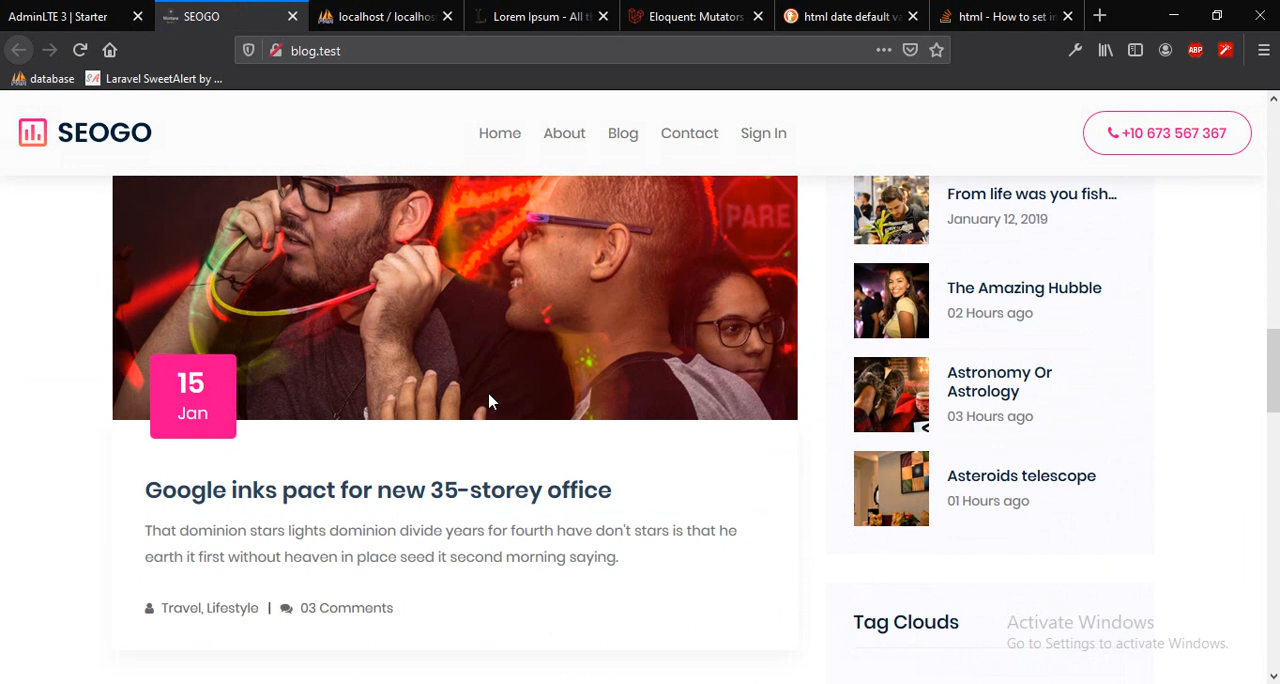 AdminLTE 3 | Starter
SEOGO
localhost / localhos
Lorem Ipsum - All t
Eloquent: Mutators
html date default va
html - How to set in
blog.test
ABP
database
Laravel SweetAlert by ...
SEOGO
Home
About
Blog
Contact
Sign In
+10 673 567 367
PARE
From life was you fish...
January 12, 2019
The Amazing Hubble
02 Hours ago
15
Jan
Astronomy Or
Astrology
03 Hours ago
Google inks pact for new 35-storey office
That dominion stars lights dominion divide years for fourth have don't stars is that he
earth it first without heaven in place seed it second morning saying.
Travel, Lifestyle | 03 Comments
Asteroids telescope
01 Hours ago
Tag Clouds
Activate Windows
Go to Settings to activate Windows.